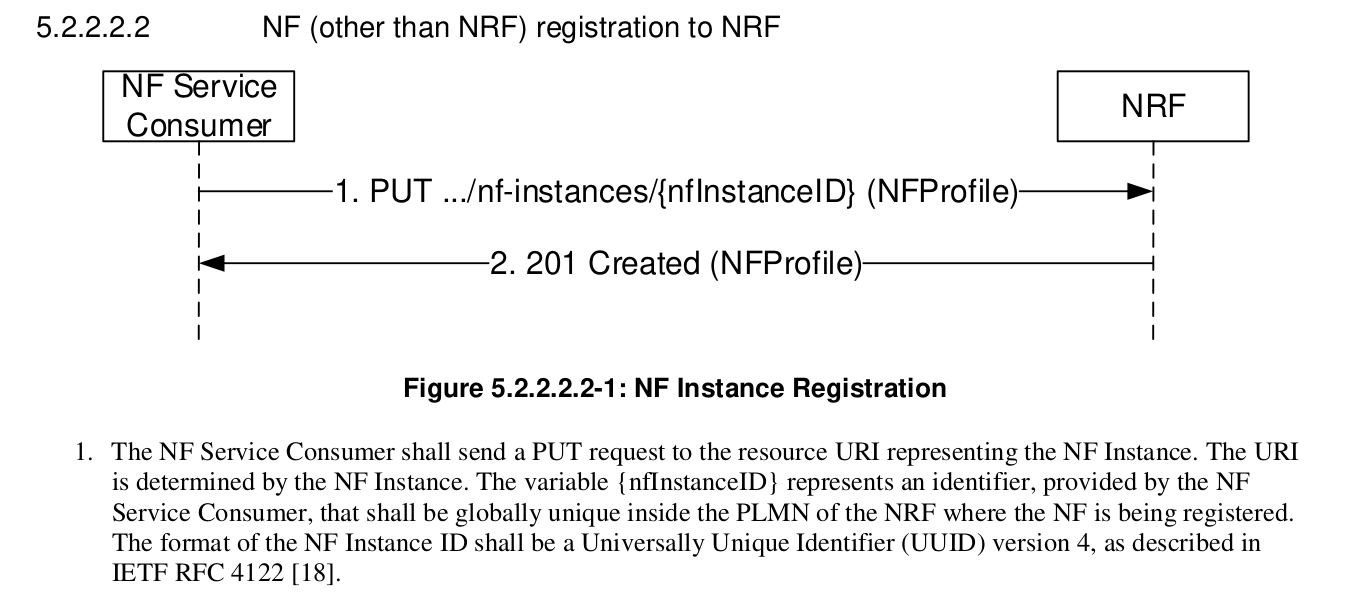 5.2.2.2.2 NF (other than NRF) registration to NRF
NF Service
Consumer
NRF
1. PUT .../nf-instances/{nfInstanceID} (NFProfile)
2. 201 Created (NFProfile)
Figure 5.2.2.2.2-1: NF Instance Registration
1. The NF Service Consumer shall send a PUT request to the resource URI representing the NF Instance. The URI
is determined by the NF Instance. The variable {nfInstanceID} represents an identifier, provided by the NF
Service Consumer, that shall be globally unique inside the PLMN of the NRF where the NF is being registered.
The format of the NF Instance ID shall be a Universally Unique Identifier (UUID) version 4, as described in
IETF RFC 4122 [18].